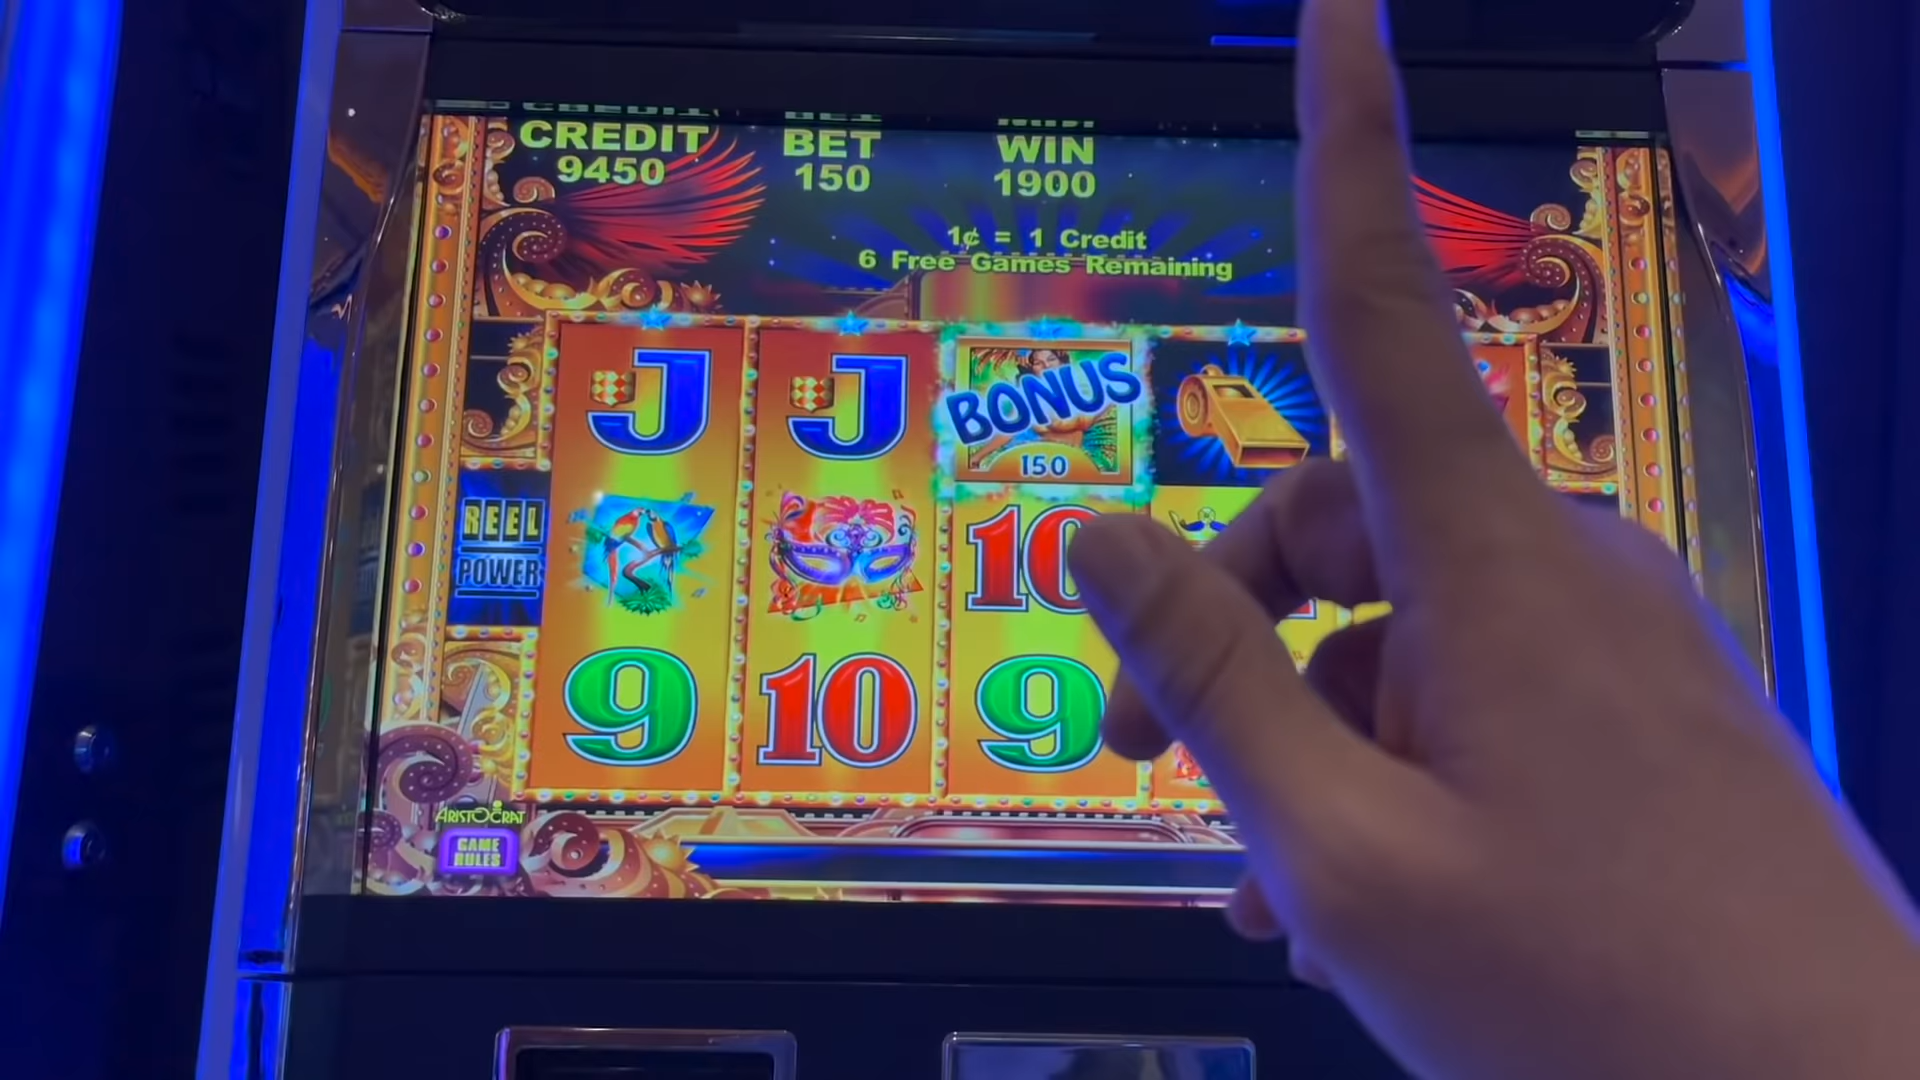 CREDIT BET WIN
9450 150 1900
1¢ = 1 Credit
6 Free Games Remaining
J J BONUS
150
REEL
POWER
10
9 10 9
ARISTOCRAT
GAME
RULES